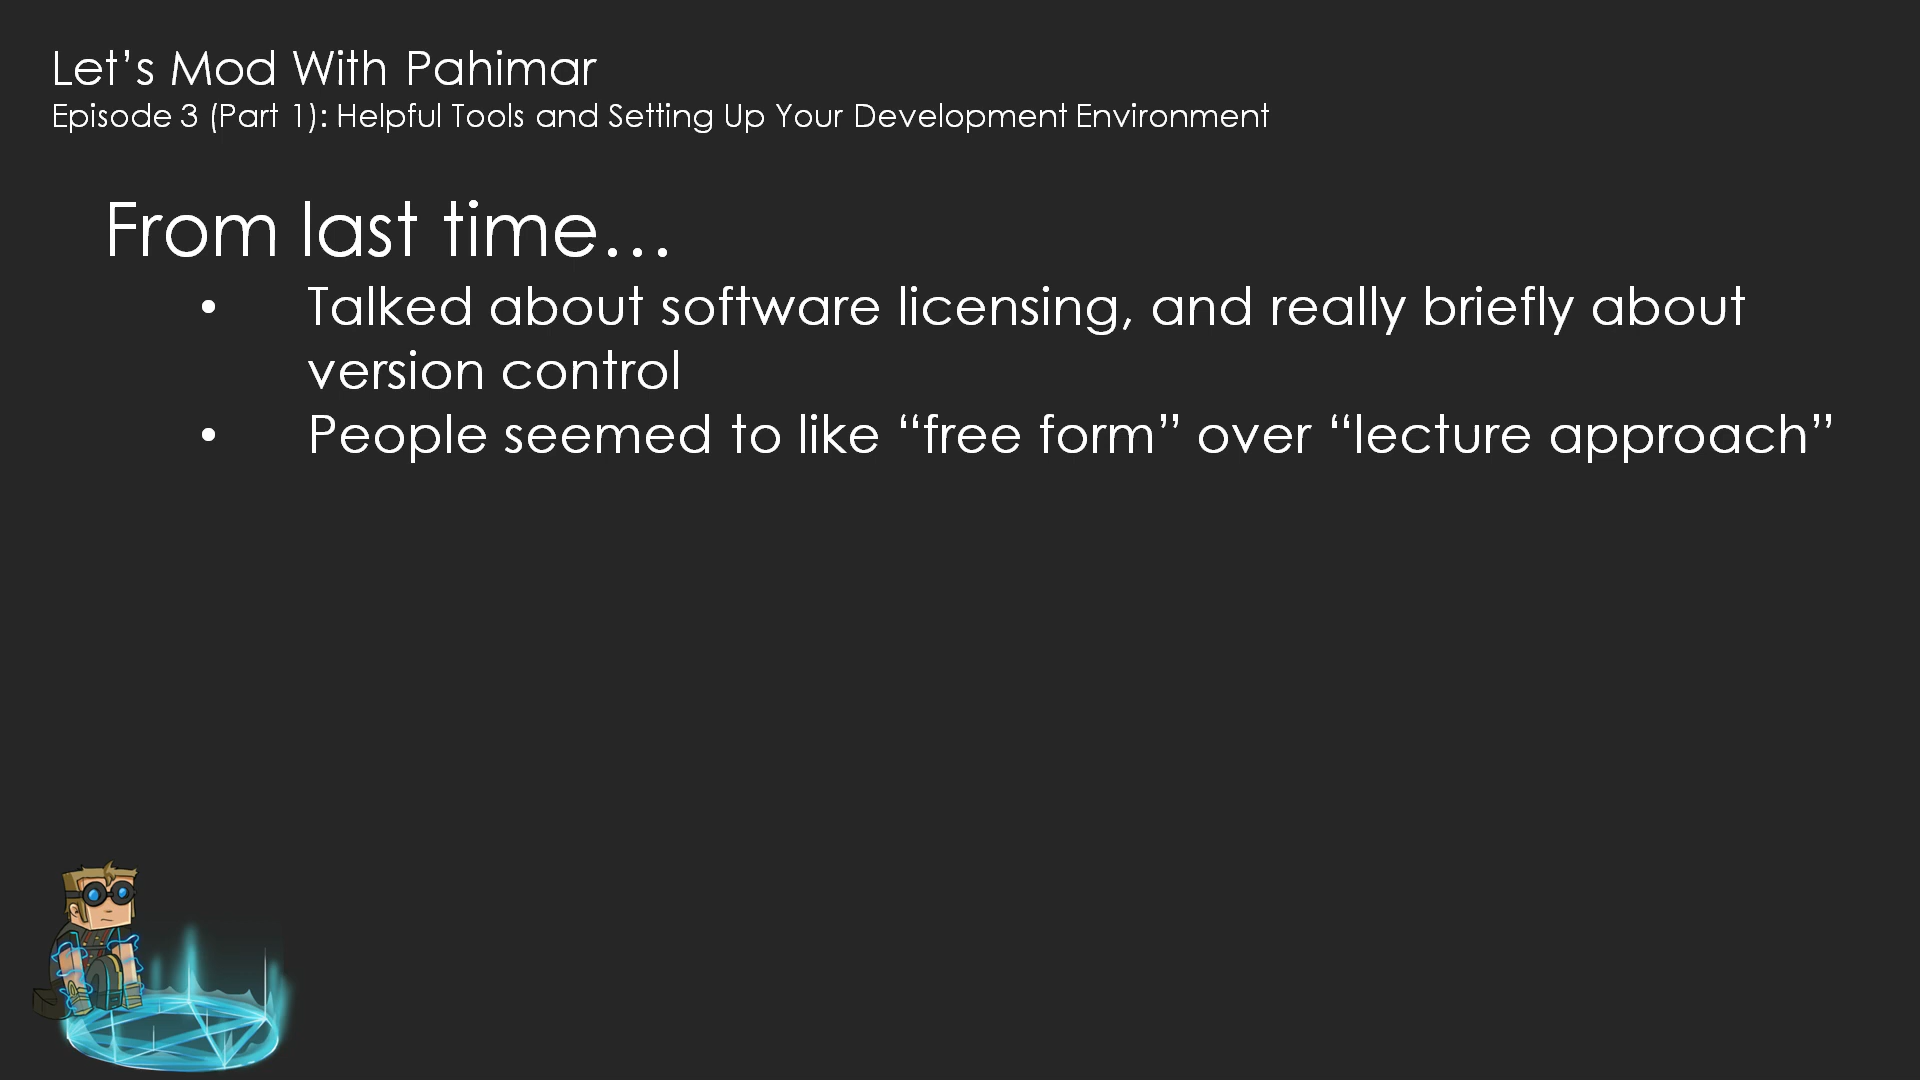 Let’s Mod With Pahimar
Episode 3 (Part 1): Helpful Tools and Setting Up Your Development Environment
From last time…
• Talked about software licensing, and really briefly about
version control
• People seemed to like “free form” over “lecture approach”